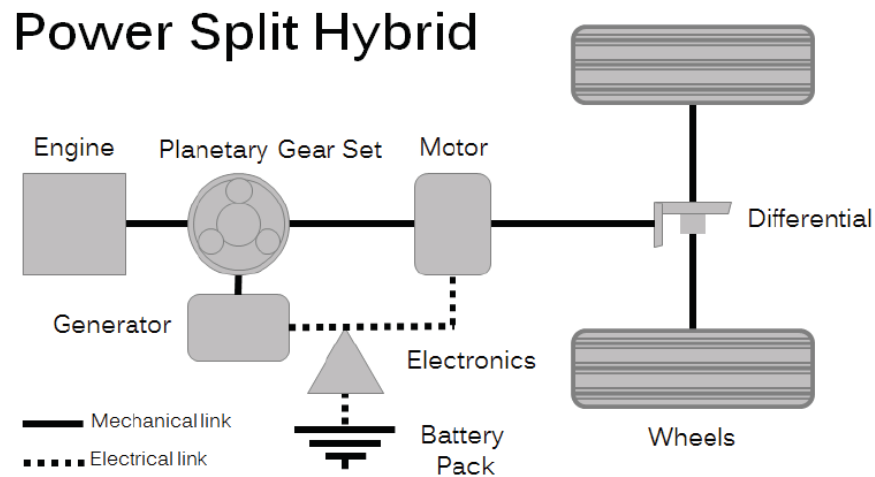 Power Split Hybrid
Engine
Planetary Gear Set
Motor
Differential
Generator
Electronics
Mechanical link
Electrical link
Battery
Pack
Wheels